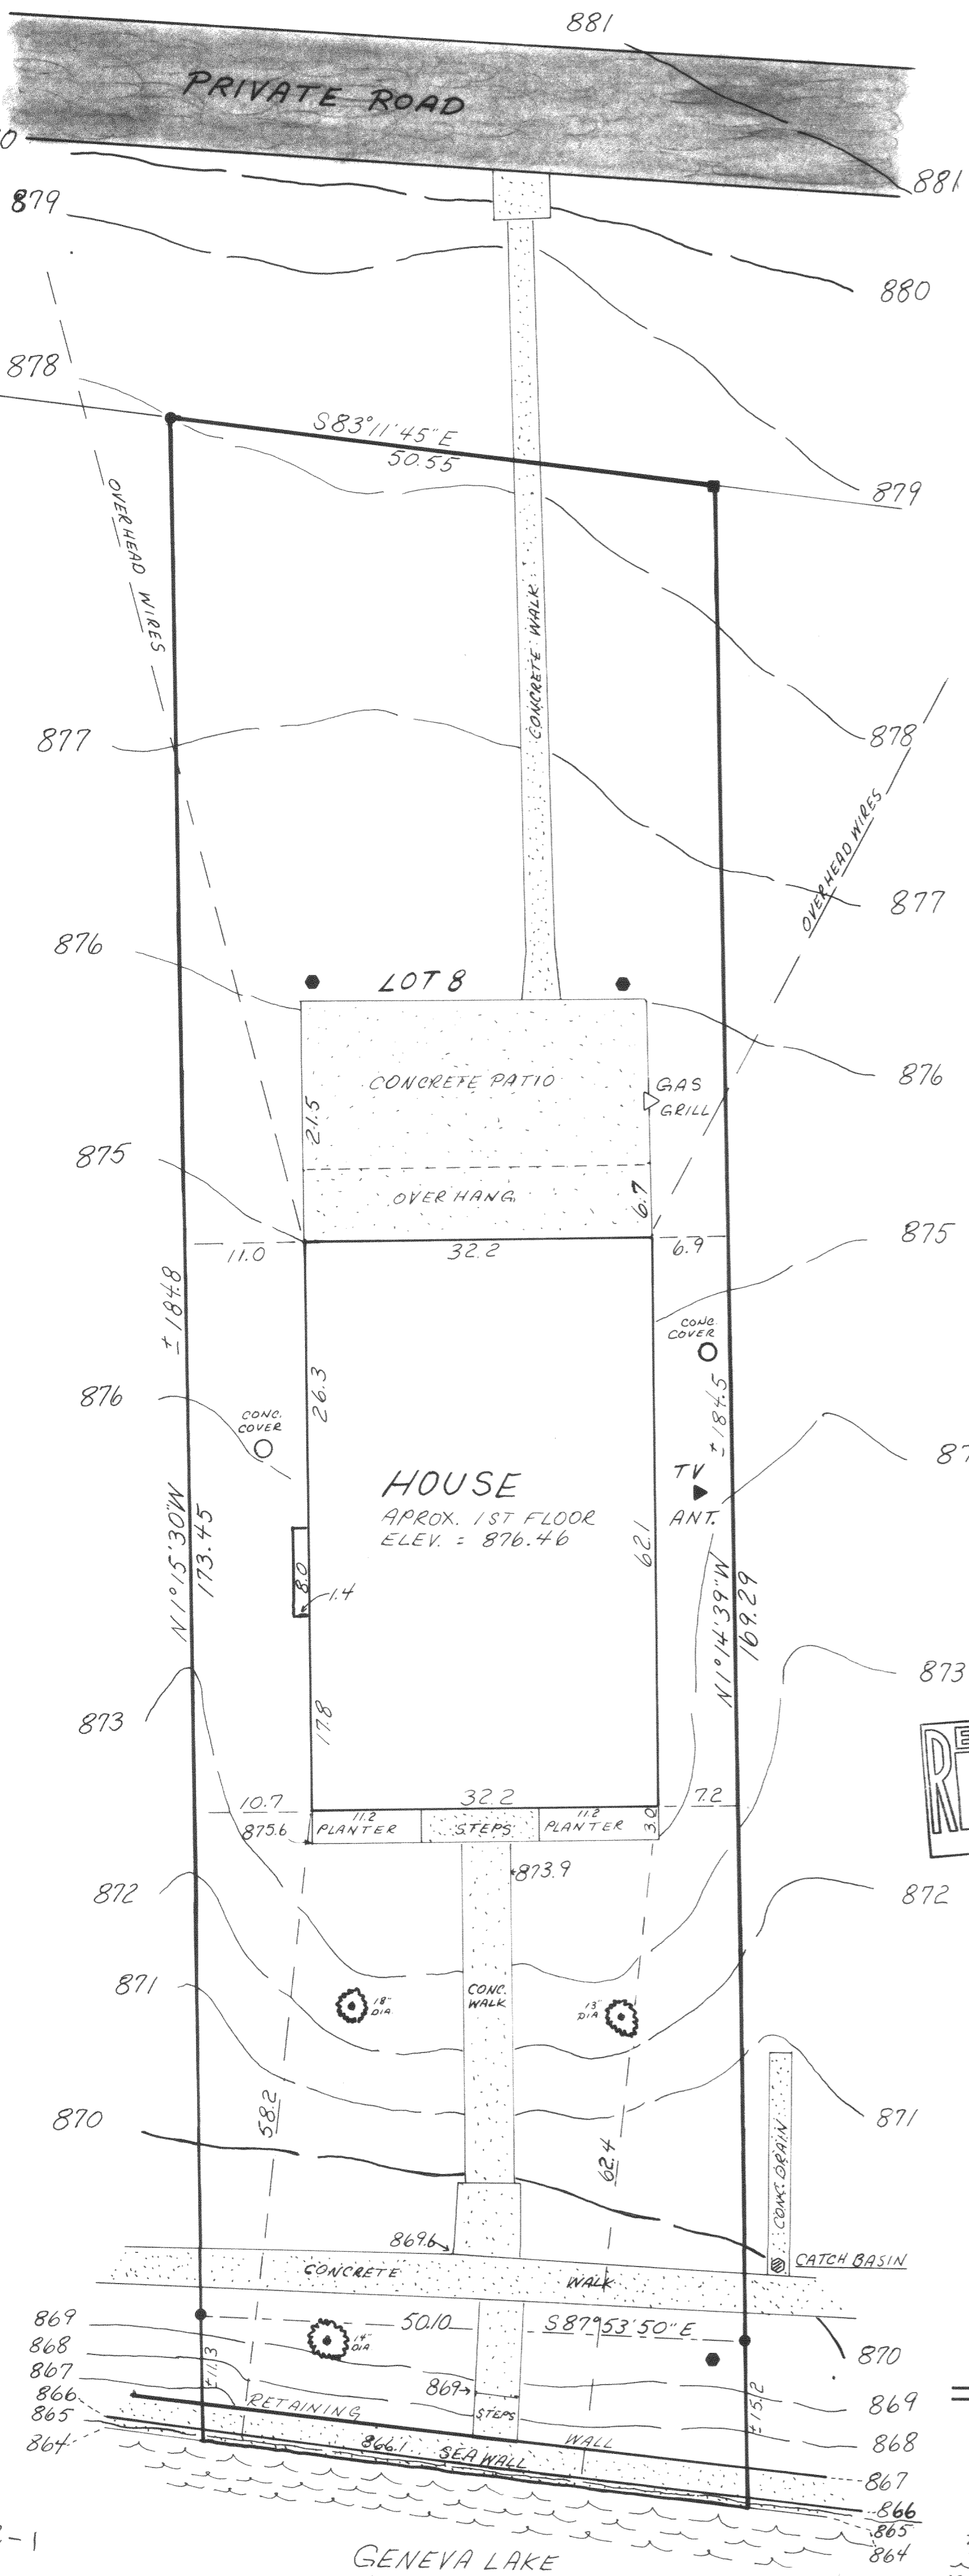 881
PRIVATE ROAD
881
879
880
878
S83°11'45"E
50.55
879
OVERHEAD WIRES
CONCRETE WALK
877
878
OVERHEAD WIRES
877
876
LOT 8
CONCRETE PATIO
876
GAS
GRILL
21.5
875
OVER HANG
6.7
875
11.0
32.2
6.9
± 184.8
CONC.
COVER
26.3
± 184.5
876
CONC.
COVER
HOUSE
APROX. 1ST FLOOR
ELEV. = 876.46
TV
ANT.
N1°15'30"W
173.45
62.1
8.0
1.4
N1°14'39"W
169.29
873
873
17.8
10.7
32.2
7.2
875.6
11.2
PLANTER
STEPS
11.2
PLANTER
3.0
873.9
872
872
871
18"
DIA.
CONC.
WALK
13"
DIA
870
58.2
62.4
871
CONC. DRAIN
869.6
CATCH BASIN
CONCRETE
WALK
869
50.10
S87°53'50"E
14"
DIA
870
868
867
±11.3
869
869
866
RETAINING
STEPS
WALL
±15.2
868
865
866.1
SEA WALL
867
864
866
865
864
GENEVA LAKE